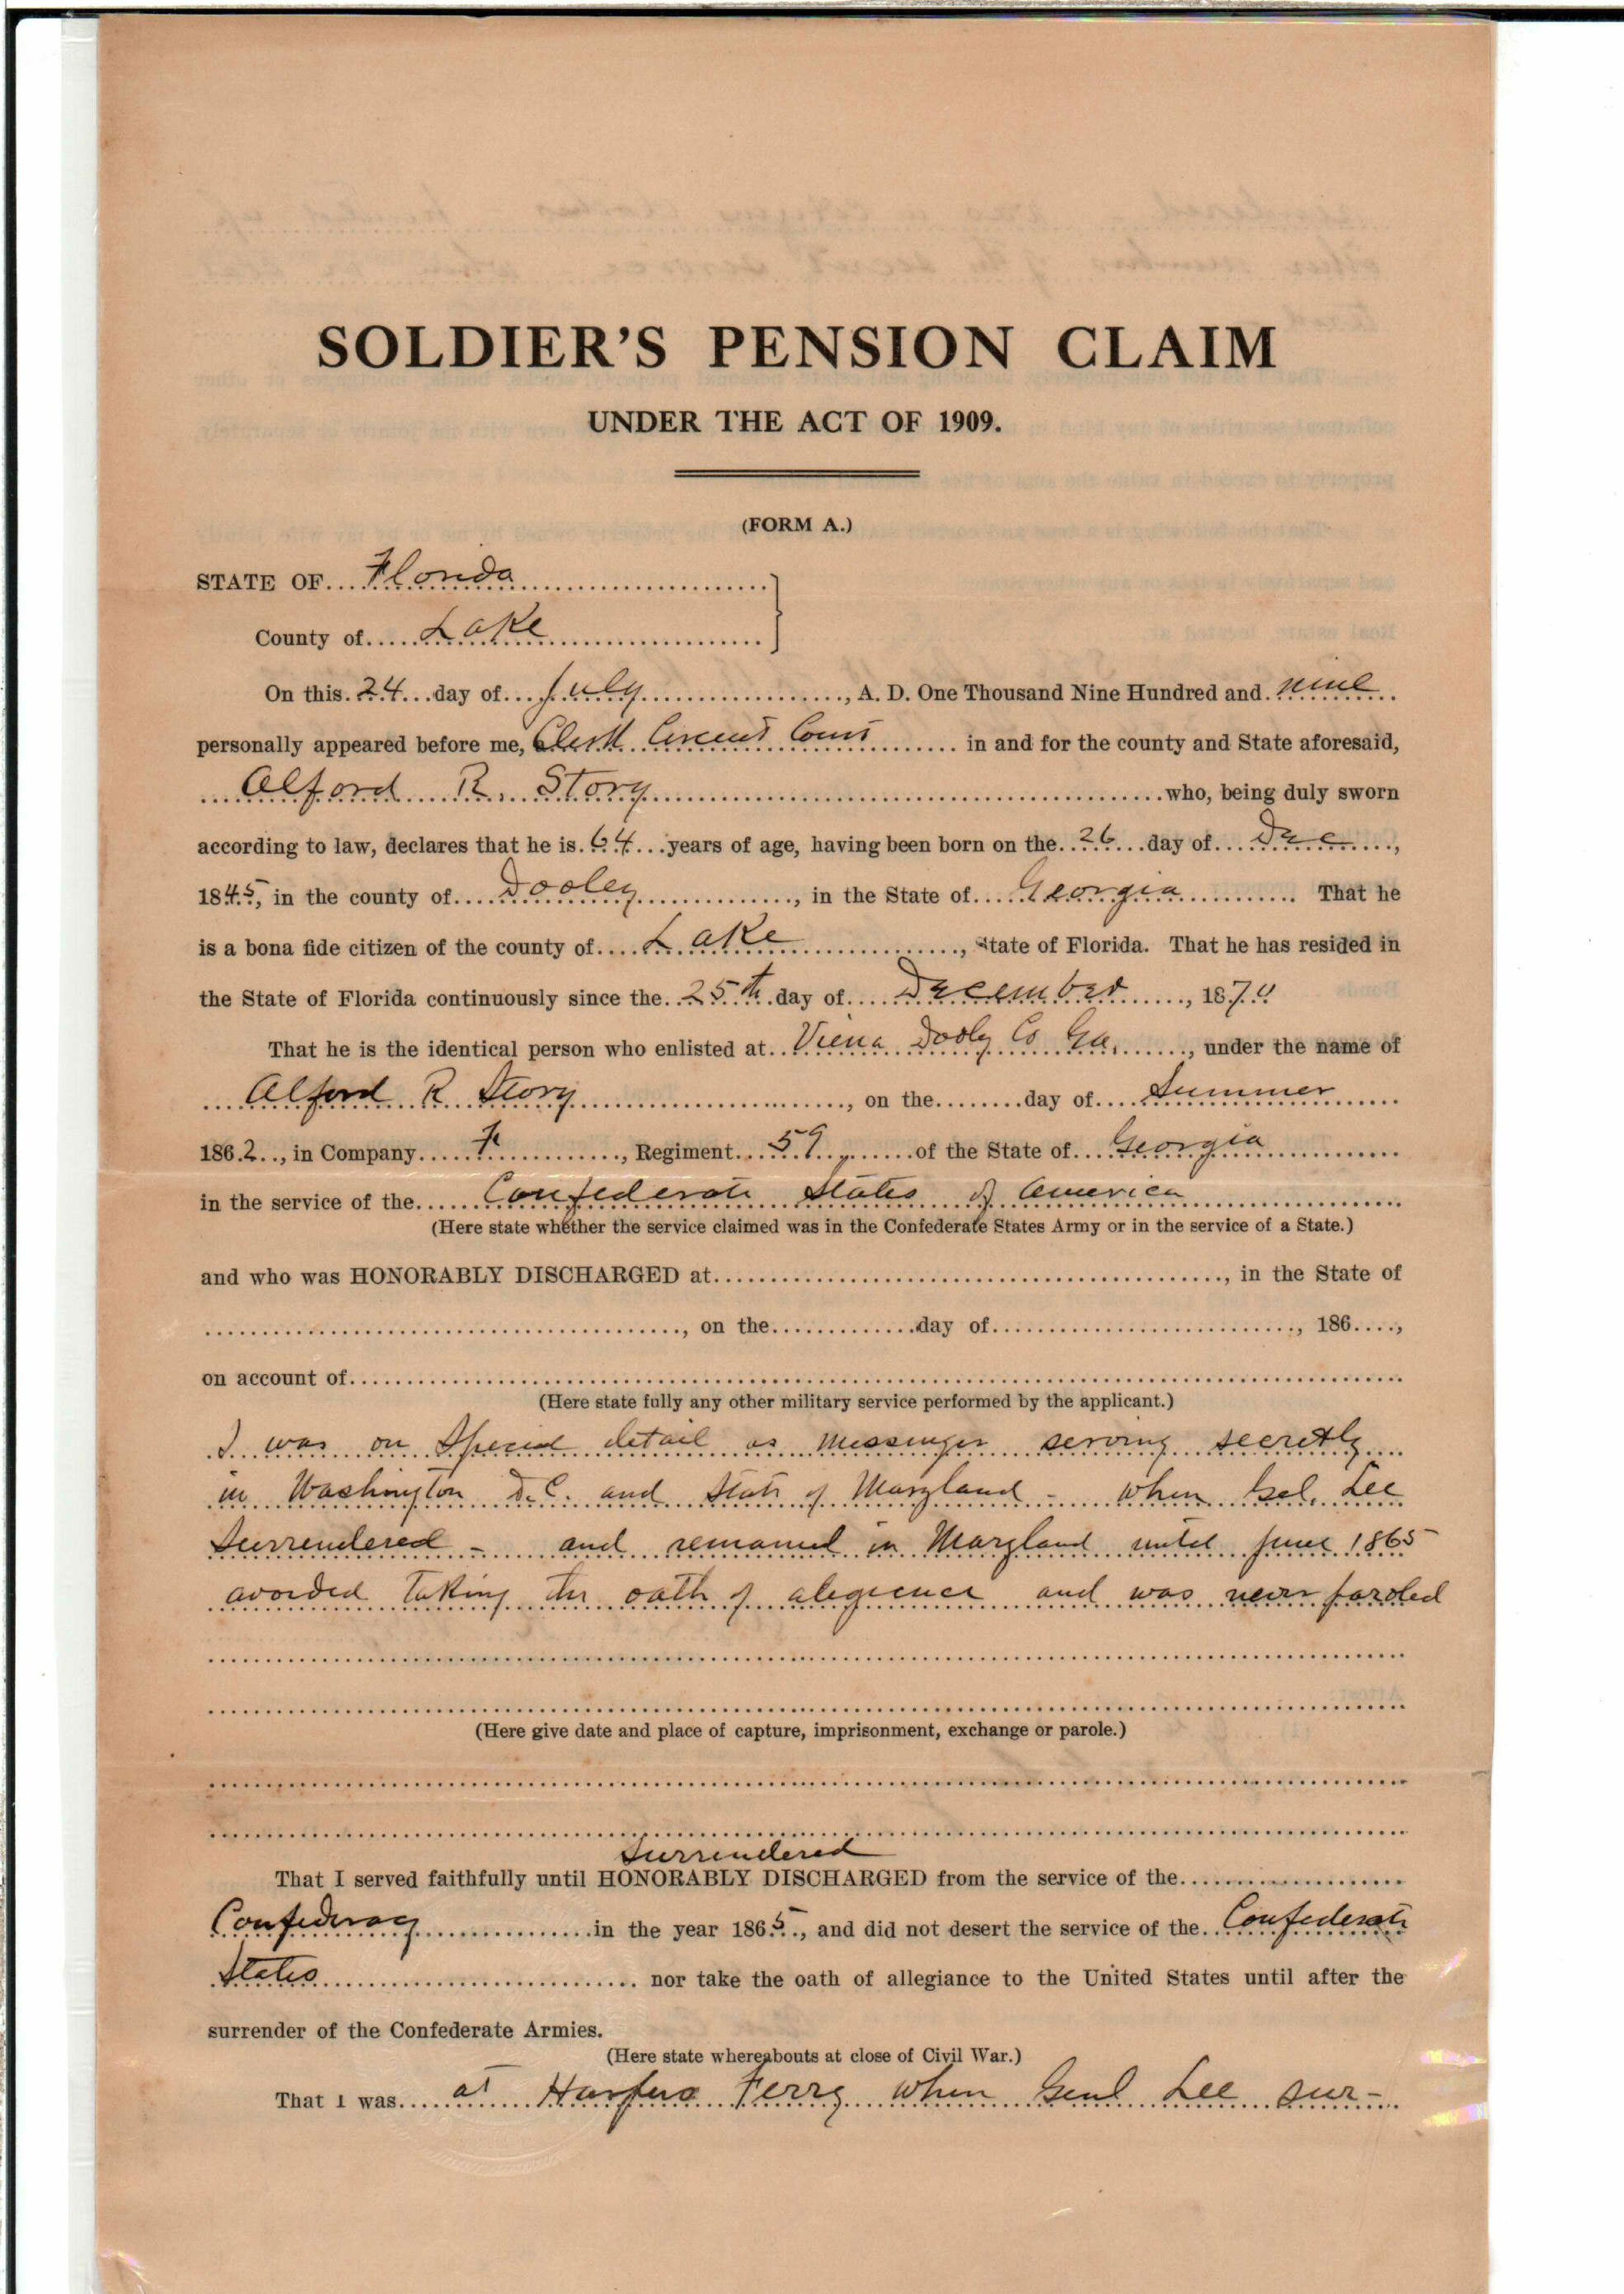 SOLDIER'S PENSION CLAIM
UNDER THE ACT OF 1909.
(FORM A.)
STATE OF Florida
County of Lake
On this 24 day of July, A. D. One Thousand Nine Hundred and nine
personally appeared before me, Clerk Circuit Court in and for the county and State aforesaid,
Alford R. Story who, being duly sworn
according to law, declares that he is 64 years of age, having been born on the 26 day of Dec,
1845, in the county of Dooley, in the State of Georgia That he
is a bona fide citizen of the county of Lake, State of Florida. That he has resided in
the State of Florida continuously since the 25th day of December, 1870
That he is the identical person who enlisted at Viena Dooly Co Ga., under the name of
Alford R Story, on the day of Summer
1862, in Company F, Regiment 59 of the State of Georgia
in the service of the Confederate States of America
(Here state whether the service claimed was in the Confederate States Army or in the service of a State.)
and who was HONORABLY DISCHARGED at, in the State of
, on the day of, 186,
on account of
(Here state fully any other military service performed by the applicant.)
I was on Special detail as Messenger serving secretly
in Washington D.C. and State of Maryland - when Gel. Lee
Surrendered - and remained in Maryland until June 1865
avoided taking the oath of alegience and was never paroled
(Here give date and place of capture, imprisonment, exchange or parole.)
Surrendered
That I served faithfully until HONORABLY DISCHARGED from the service of the
Confederacy in the year 1865, and did not desert the service of the Confederate
States nor take the oath of allegiance to the United States until after the
surrender of the Confederate Armies.
(Here state whereabouts at close of Civil War.)
That I was at Harpers Ferry when Genl Lee sur-